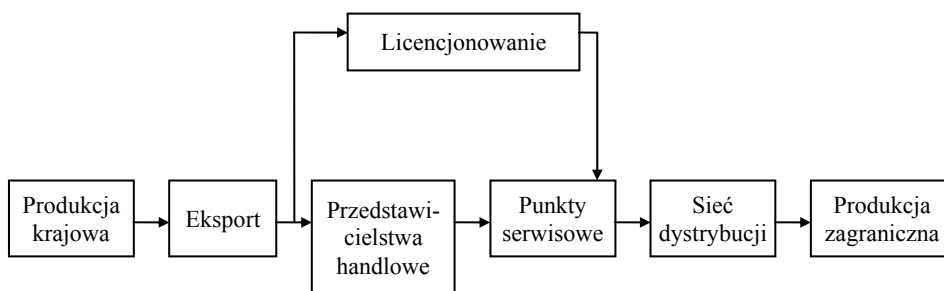 Licencjonowanie
Produkcja
krajowa
Eksport
Przedstawi-
cielstwa
handlowe
Punkty
serwisowe
Sieć
dystrybucji
Produkcja
zagraniczna